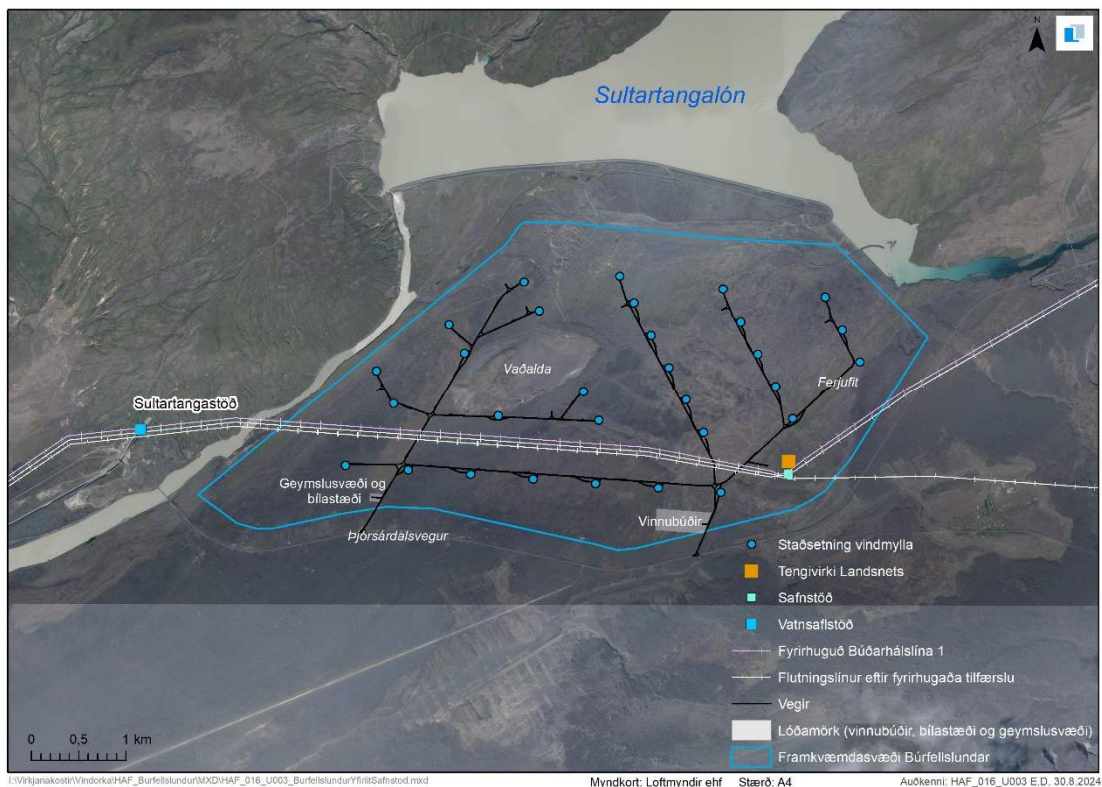 N
Sultartangalón
Vaðalda
Ferjufit
Sultartangastöð
Geymslusvæði og
bílastæði
Þjórsárdalsvegur
Vinnubúðir
Staðsetning vindmylla
Tengivirki Landsnets
Safnstöð
Vatnsaflstöð
Fyrirhuguð Búðarhálslína 1
Flutningslínur eftir fyrirhugaða tilfærslu
Vegir
Lóðamörk (vinnubúðir, bílastæði og geymslusvæði)
Framkvæmdasvæði Búrfellslundar
0 0,5 1 km
I:\Virkjanakostir\Vindorka\HAF_Burfellslundur\MXD\HAF_016_U003_BurfellslundurYfirlitSafnstod.mxd
Myndkort: Loftmyndir ehf Stærð: A4
Auðkenni: HAF_016_U003 E.D. 30.8.2024